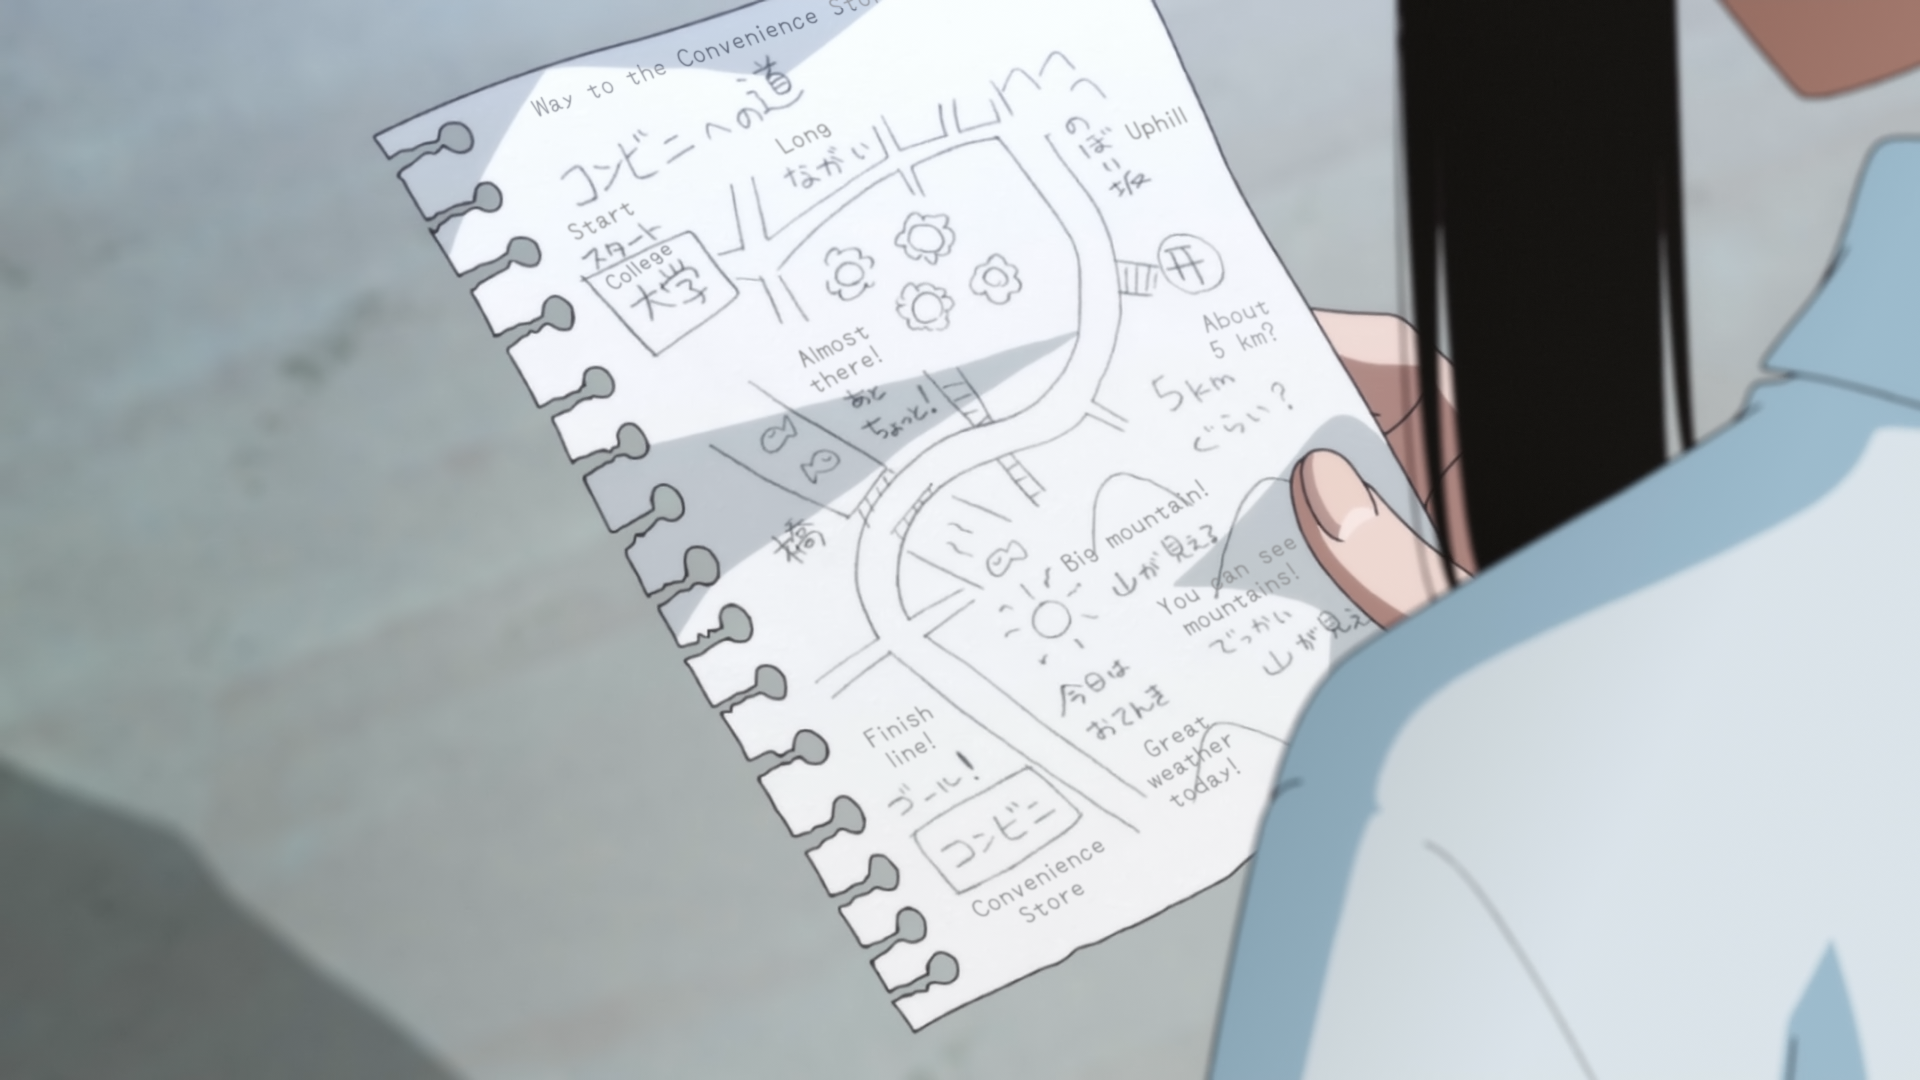 Way to the Convenience Sto
コンビニへの道
Long
ながい
Uphill
のぼり坂
Start
スタート
College
大学
About
5 km?
5km
ぐらい?
Almost
there!
あと
ちょっと!
橋
Big mountain!
山が見える
You can see
mountains!
でっかい
山が見え
今日は
おてんき
Great
weather
today!
Finish
line!
ゴール!
コンビニ
Convenience
Store